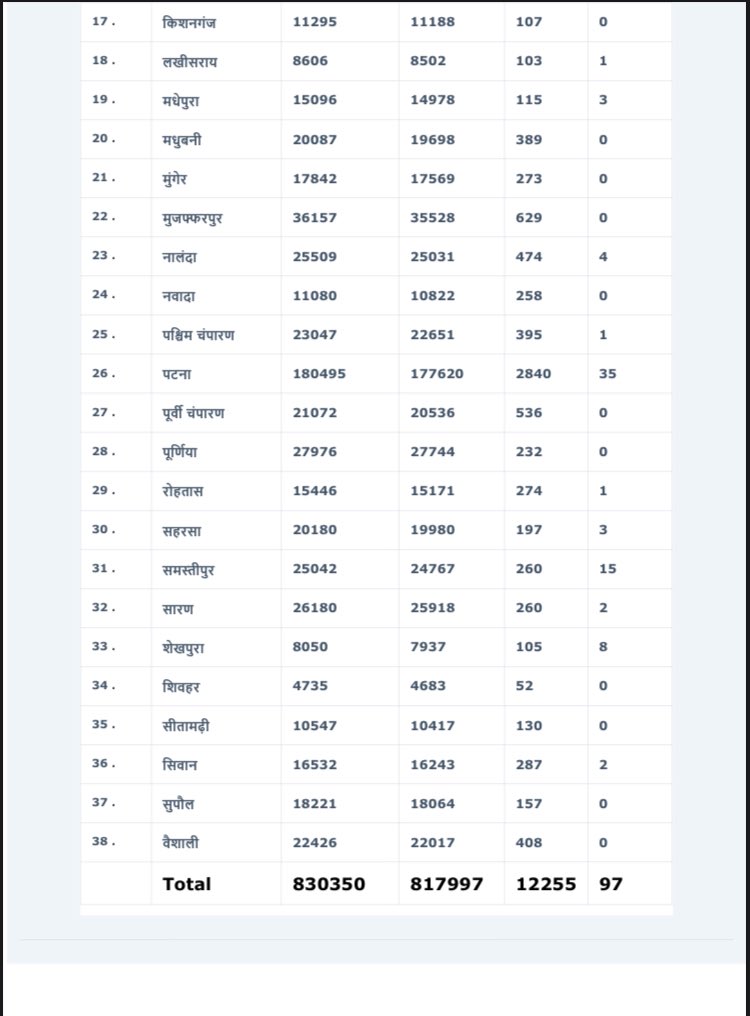 17. किशनगंज 11295 11188 107 0
18. लखीसराय 8606 8502 103 1
19. मधेपुरा 15096 14978 115 3
20. मधुबनी 20087 19698 389 0
21. मुंगेर 17842 17569 273 0
22. मुजफ्फरपुर 36157 35528 629 0
23. नालंदा 25509 25031 474 4
24. नवादा 11080 10822 258 0
25. पश्चिम चंपारण 23047 22651 395 1
26. पटना 180495 177620 2840 35
27. पूर्वी चंपारण 21072 20536 536 0
28. पूर्णिया 27976 27744 232 0
29. रोहतास 15446 15171 274 1
30. सहरसा 20180 19980 197 3
31. समस्तीपुर 25042 24767 260 15
32. सारण 26180 25918 260 2
33. शेखपुरा 8050 7937 105 8
34. शिवहर 4735 4683 52 0
35. सीतामढ़ी 10547 10417 130 0
36. सिवान 16532 16243 287 2
37. सुपौल 18221 18064 157 0
38. वैशाली 22426 22017 408 0
Total 830350 817997 12255 97